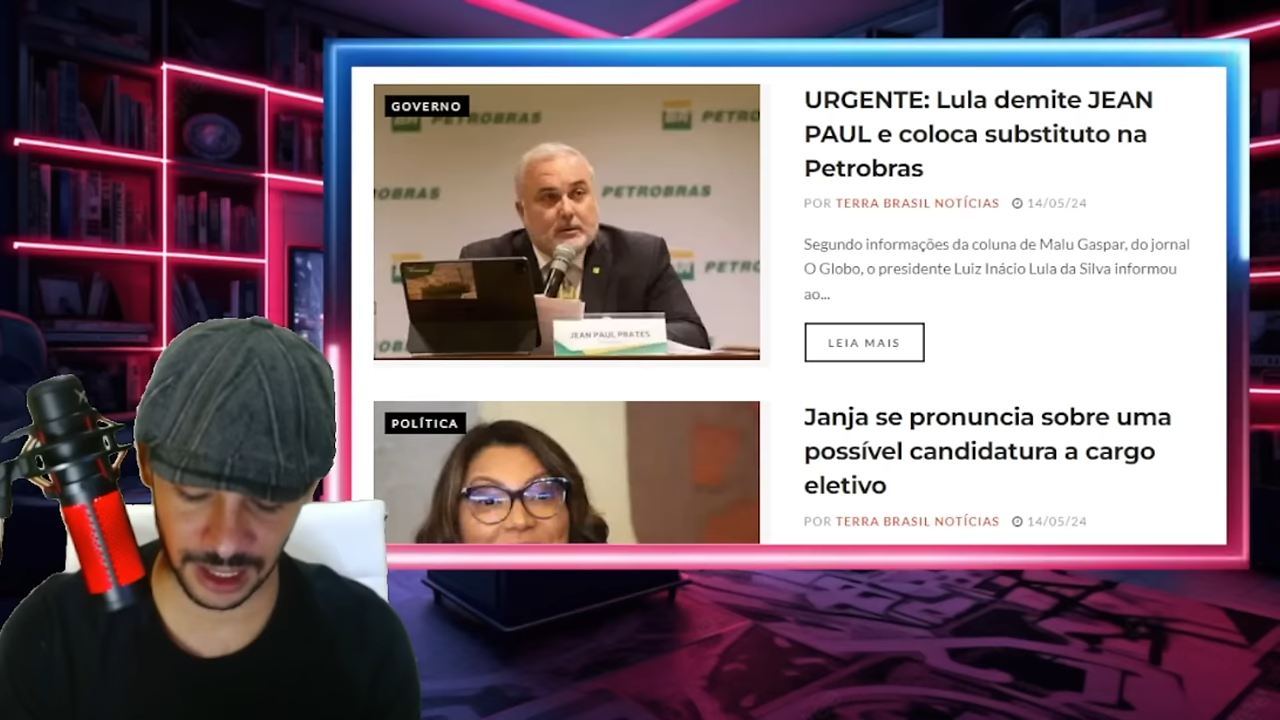 GOVERNO
PETROBRAS
PETRO
OBRAS
PETROBRAS
PETRO
JEAN PAUL PRATES
URGENTE: Lula demite JEAN
PAUL e coloca substituto na
Petrobras
POR TERRA BRASIL NOTÍCIAS 14/05/24
Segundo informações da coluna de Malu Gaspar, do jornal
O Globo, o presidente Luiz Inácio Lula da Silva informou
ao...
LEIA MAIS
POLÍTICA
Janja se pronuncia sobre uma
possível candidatura a cargo
eletivo
POR TERRA BRASIL NOTÍCIAS 14/05/24